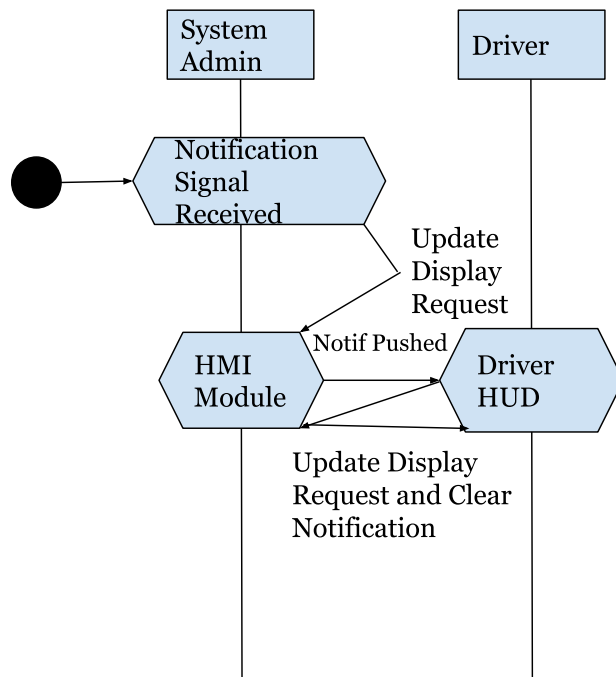 System
Admin
Driver
Notification
Signal
Received
Update
Display
Request
Notif Pushed
HMI
Module
Driver
HUD
Update Display
Request and Clear
Notification